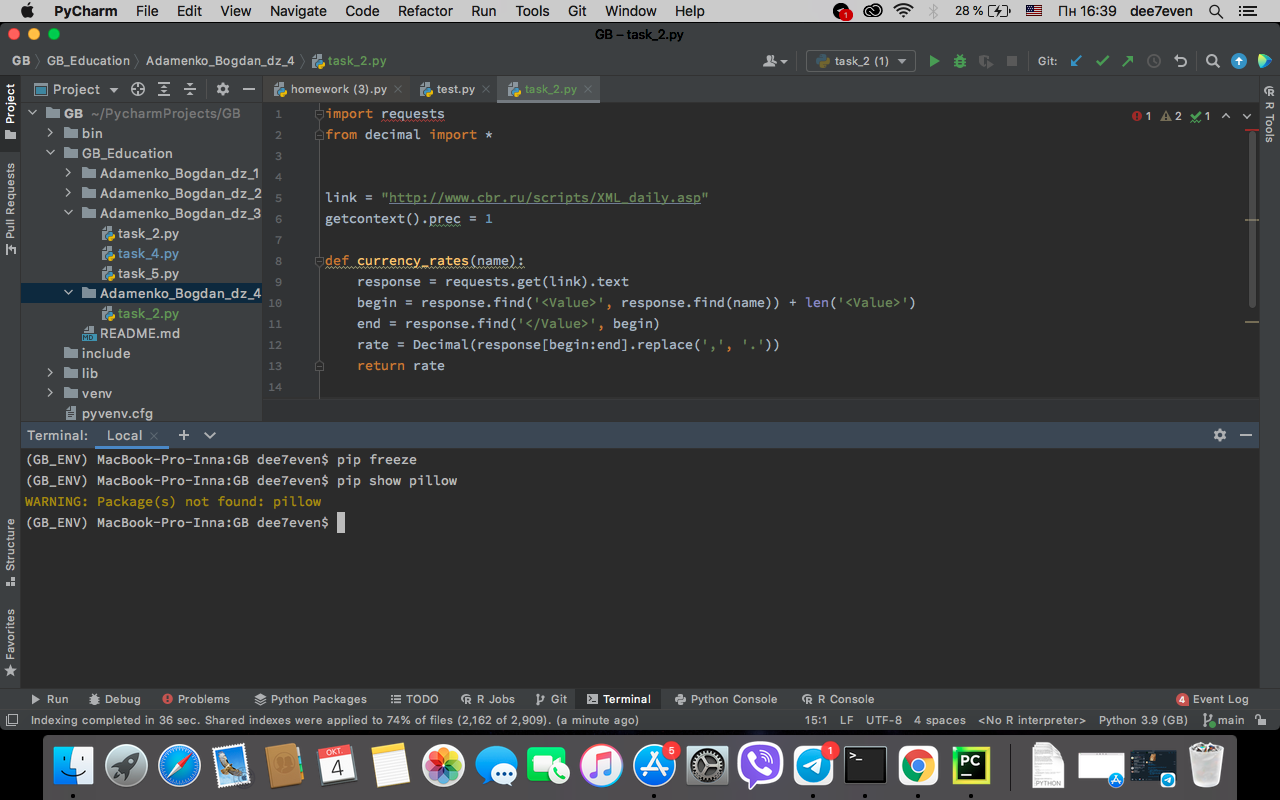 PyCharm File Edit View Navigate Code Refactor Run Tools Git Window Help 1 28 % Пн 16:39 dee7even
GB – task_2.py
GB GB_Education Adamenko_Bogdan_dz_4 task_2.py task_2 (1) Git:
Project homework (3).py test.py task_2.py
Project
Pull Requests
Structure
Favorites
R Tools
GB ~/PycharmProjects/GB
bin
GB_Education
Adamenko_Bogdan_dz_1
Adamenko_Bogdan_dz_2
Adamenko_Bogdan_dz_3
task_2.py
task_4.py
task_5.py
Adamenko_Bogdan_dz_4
task_2.py
README.md
include
lib
venv
pyvenv.cfg
1 2 1
1 import requests
2 from decimal import *
3
4
5 link = "http://www.cbr.ru/scripts/XML_daily.asp"
6 getcontext().prec = 1
7
8 def currency_rates(name):
9 response = requests.get(link).text
10 begin = response.find('<Value>', response.find(name)) + len('<Value>')
11 end = response.find('</Value>', begin)
12 rate = Decimal(response[begin:end].replace(',', '.'))
13 return rate
14
Terminal: Local
(GB_ENV) MacBook-Pro-Inna:GB dee7even$ pip freeze
(GB_ENV) MacBook-Pro-Inna:GB dee7even$ pip show pillow
WARNING: Package(s) not found: pillow
(GB_ENV) MacBook-Pro-Inna:GB dee7even$
Run Debug Problems Python Packages TODO R Jobs Git Terminal Python Console R Console 4 Event Log
Indexing completed in 36 sec. Shared indexes were applied to 74% of files (2,162 of 2,909). (a minute ago) 15:1 LF UTF-8 4 spaces <No R interpreter> Python 3.9 (GB) main
ОКТ. 4 5 1 >_ PC PYTHON